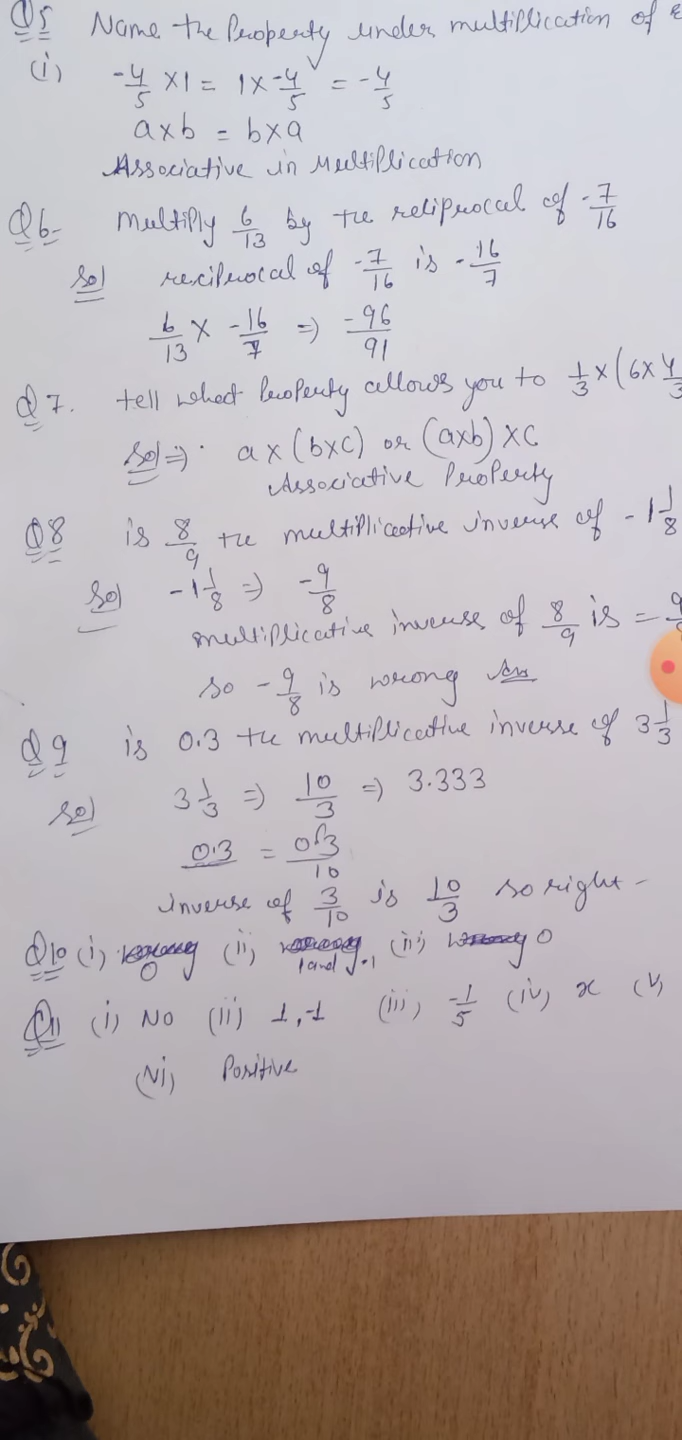 Q5 Name the Property under multiplication of
(i) -4/5 × 1 = 1 × -4/5 = -4/5
a×b = b×a
Associative in Multiplication
Q6- Multiply 6/13 by the reciprocal of -7/16
Sol reciprocal of -7/16 is -16/7
6/13 × -16/7 => -96/91
Q7. tell what Property allows you to 1/3 × (6 × 4/3
Sol => a × (b×c) or (a×b) × c
Associative Property
Q8 is 8/9 the multiplicative inverse of -1 1/8
Sol -1 1/8 => -9/8
multiplicative inverse of 8/9 is =
so -9/8 is wrong Ans
Q9 is 0.3 the multiplicative inverse of 3 1/3
Sol 3 1/3 => 10/3 => 3.333
0.3 = 03/10
inverse of 3/10 is 10/3 so right -
Q10 (i) 0 (ii) 1 and -1 (iii) 0
Q11 (i) No (ii) 1, -1 (iii) -1/5 (iv) x (v)
(vi) Positive